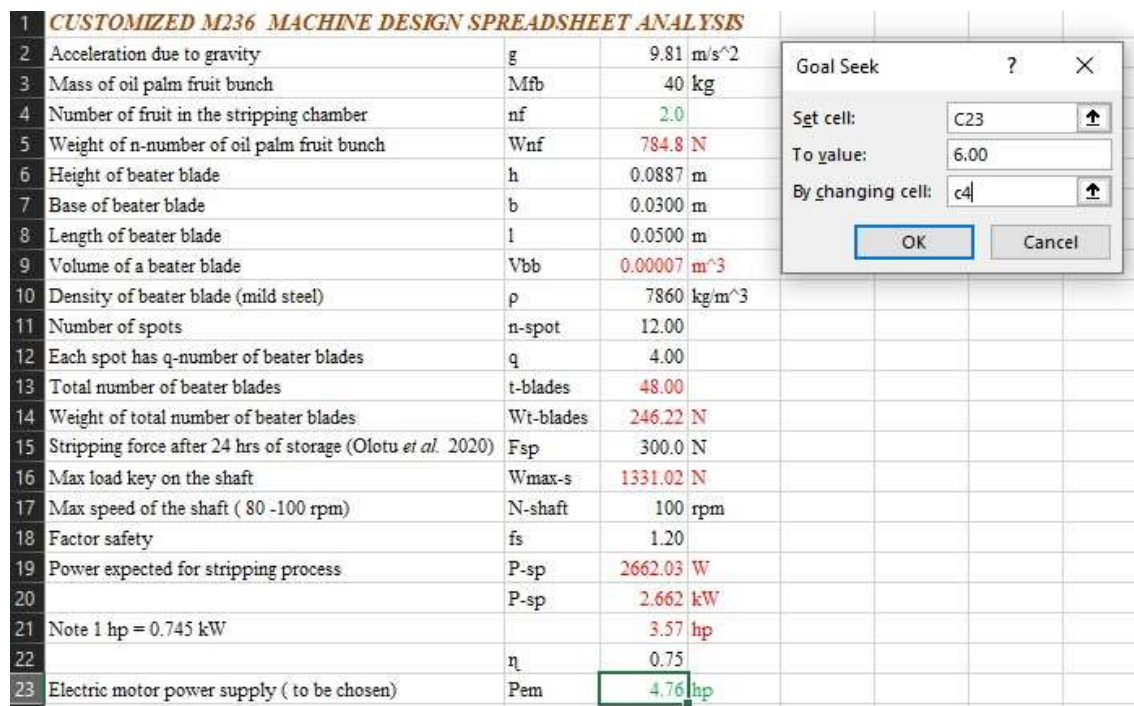 1 CUSTOMIZED M236 MACHINE DESIGN SPREADSHEET ANALYSIS
2 Acceleration due to gravity g 9.81 m/s^2
3 Mass of oil palm fruit bunch Mfb 40 kg
4 Number of fruit in the stripping chamber nf 2.0
5 Weight of n-number of oil palm fruit bunch Wnf 784.8 N
6 Height of beater blade h 0.0887 m
7 Base of beater blade b 0.0300 m
8 Length of beater blade l 0.0500 m
9 Volume of a beater blade Vbb 0.00007 m^3
10 Density of beater blade (mild steel) ρ 7860 kg/m^3
11 Number of spots n-spot 12.00
12 Each spot has q-number of beater blades q 4.00
13 Total number of beater blades t-blades 48.00
14 Weight of total number of beater blades Wt-blades 246.22 N
15 Stripping force after 24 hrs of storage (Olotu et al. 2020) Fsp 300.0 N
16 Max load key on the shaft Wmax-s 1331.02 N
17 Max speed of the shaft ( 80 -100 rpm) N-shaft 100 rpm
18 Factor safety fs 1.20
19 Power expected for stripping process P-sp 2662.03 W
20 P-sp 2.662 kW
21 Note 1 hp = 0.745 kW 3.57 hp
22 η 0.75
23 Electric motor power supply ( to be chosen) Pem 4.76 hp
Goal Seek ? ×
Set cell: C23
To value: 6.00
By changing cell: c4
OK Cancel